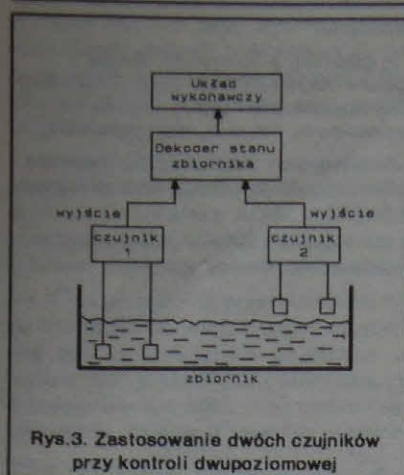 Układ
wykonawczy
Dekoder stanu
zbiornika
wyjście
wyjście
czujnik
1
czujnik
2
zbiornik
Rys.3. Zastosowanie dwóch czujników
przy kontroli dwupoziomowej